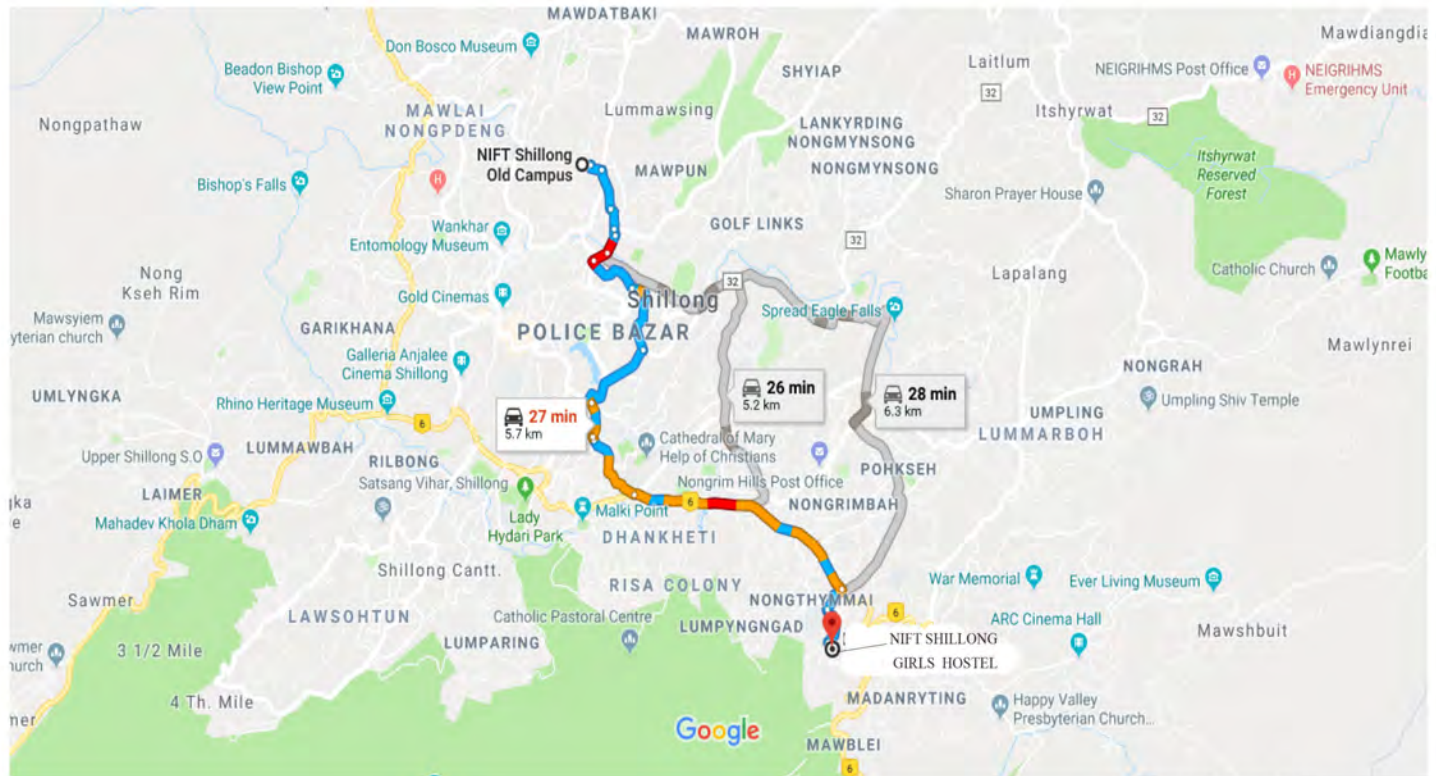 MAWDATBAKI
Mawdiangdia
MAWROH
Don Bosco Museum
Laitlum
NEIGRIHMS Post Office
NEIGRIHMS
Emergency Unit
Beadon Bishop
View Point
SHYIAP
32
Itshyrwat
32
MAWLAI
NONGPDENG
Lummawsing
LANKYRDING
NONGMYNSONG
Nongpathaw
NIFT Shillong
Old Campus
MAWPUN
NONGMYNSONG
Itshyrwat
Reserved
Forest
Bishop's Falls
H
H
Sharon Prayer House
Wankhar
Entomology Museum
GOLF LINKS
32
Mawly
Footba
Catholic Church
Nong
Kseh Rim
Lapalang
32
Gold Cinemas
Shillong
Spread Eagle Falls
Mawsyiem
yterian church
GARIKHANA
POLICE BAZAR
Mawlynrei
Galleria Anjalee
Cinema Shillong
NONGRAH
UMLYNGKA
Rhino Heritage Museum
26 min
5.2 km
28 min
6.3 km
Umpling Shiv Temple
27 min
5.7 km
6
UMPLING
LUMMARBOH
LUMMAWBAH
Cathedral of Mary
Help of Christians
Upper Shillong S.O
RILBONG
POHKSEH
Satsang Vihar, Shillong
Nongrim Hills Post Office
LAIMER
gka
e
6
NONGRIMBAH
Mahadev Khola Dham
Lady
Hydari Park
Malki Point
DHANKHETI
Shillong Cantt.
RISA COLONY
War Memorial
Ever Living Museum
Sawmer
NONGTHYMMAI
6
LAWSOHTUN
Catholic Pastoral Centre
LUMPYNGNGAD
ARC Cinema Hall
Mawshbuit
LUMPARING
NIFT SHILLONG
GIRLS HOSTEL
wmer
hurch
3 1/2 Mile
4 Th. Mile
MADANRYTING
Happy Valley
Presbyterian Church...
mer
Google
MAWBLEI
6